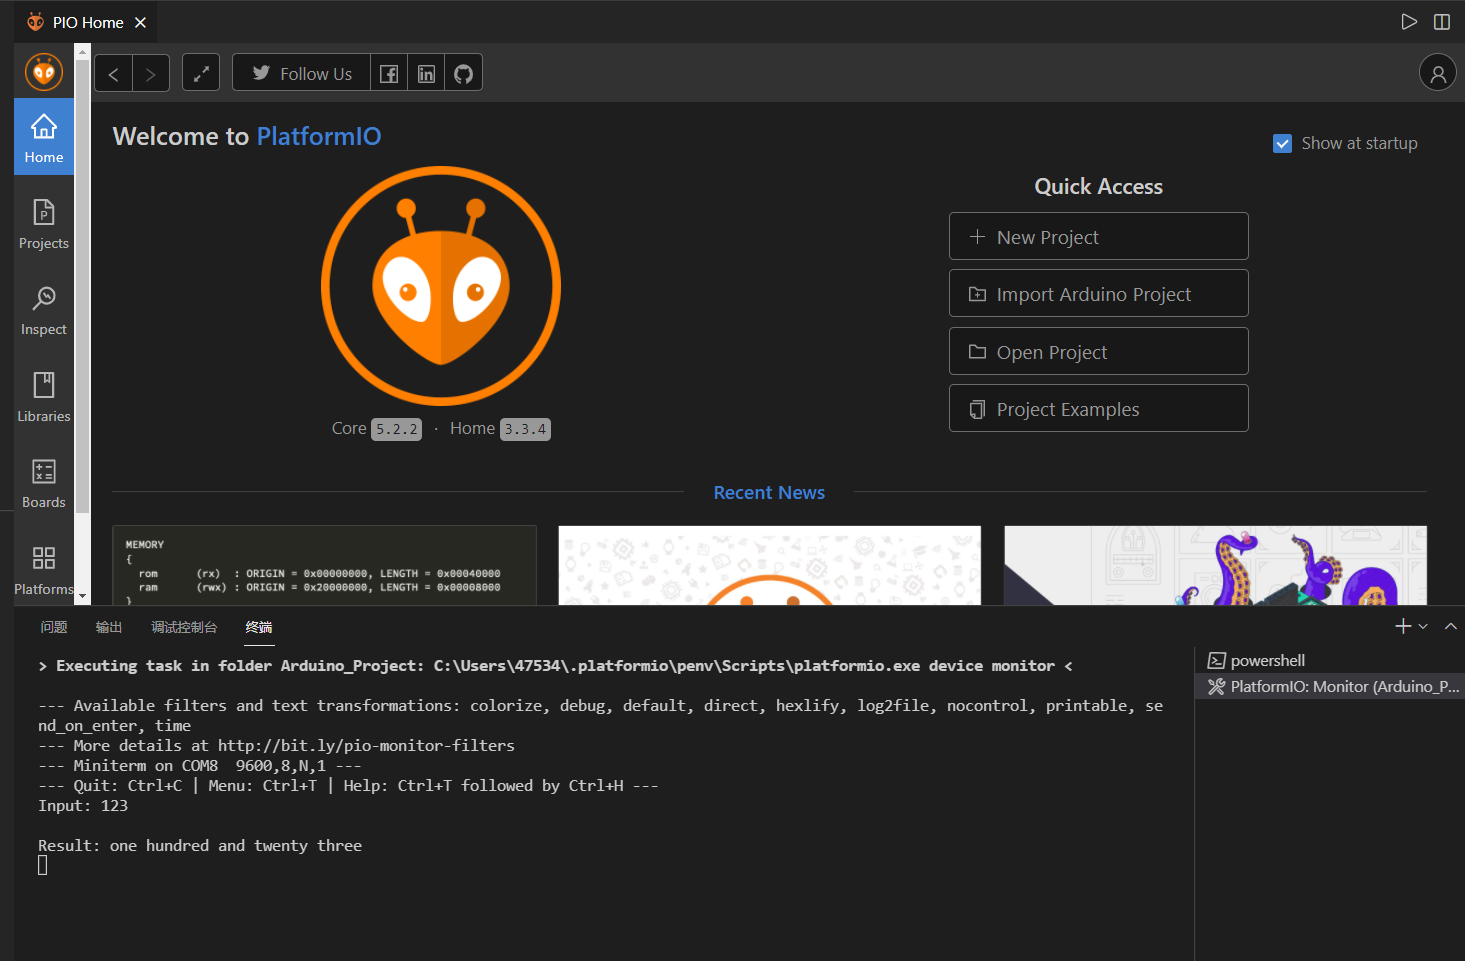 PIO Home
Follow Us
Home
Projects
Inspect
Libraries
Boards
Platforms
Welcome to PlatformIO
Show at startup
Core 5.2.2 · Home 3.3.4
Quick Access
New Project
Import Arduino Project
Open Project
Project Examples
Recent News
MEMORY
{
rom (rx) : ORIGIN = 0x00000000, LENGTH = 0x00040000
ram (rwx) : ORIGIN = 0x20000000, LENGTH = 0x00008000
}
问题 输出 调试控制台 终端
> Executing task in folder Arduino_Project: C:\Users\47534\.platformio\penv\Scripts\platformio.exe device monitor <
--- Available filters and text transformations: colorize, debug, default, direct, hexlify, log2file, nocontrol, printable, se
nd_on_enter, time
--- More details at http://bit.ly/pio-monitor-filters
--- Miniterm on COM8  9600,8,N,1 ---
--- Quit: Ctrl+C | Menu: Ctrl+T | Help: Ctrl+T followed by Ctrl+H ---
Input: 123
Result: one hundred and twenty three
powershell
PlatformIO: Monitor (Arduino_P...